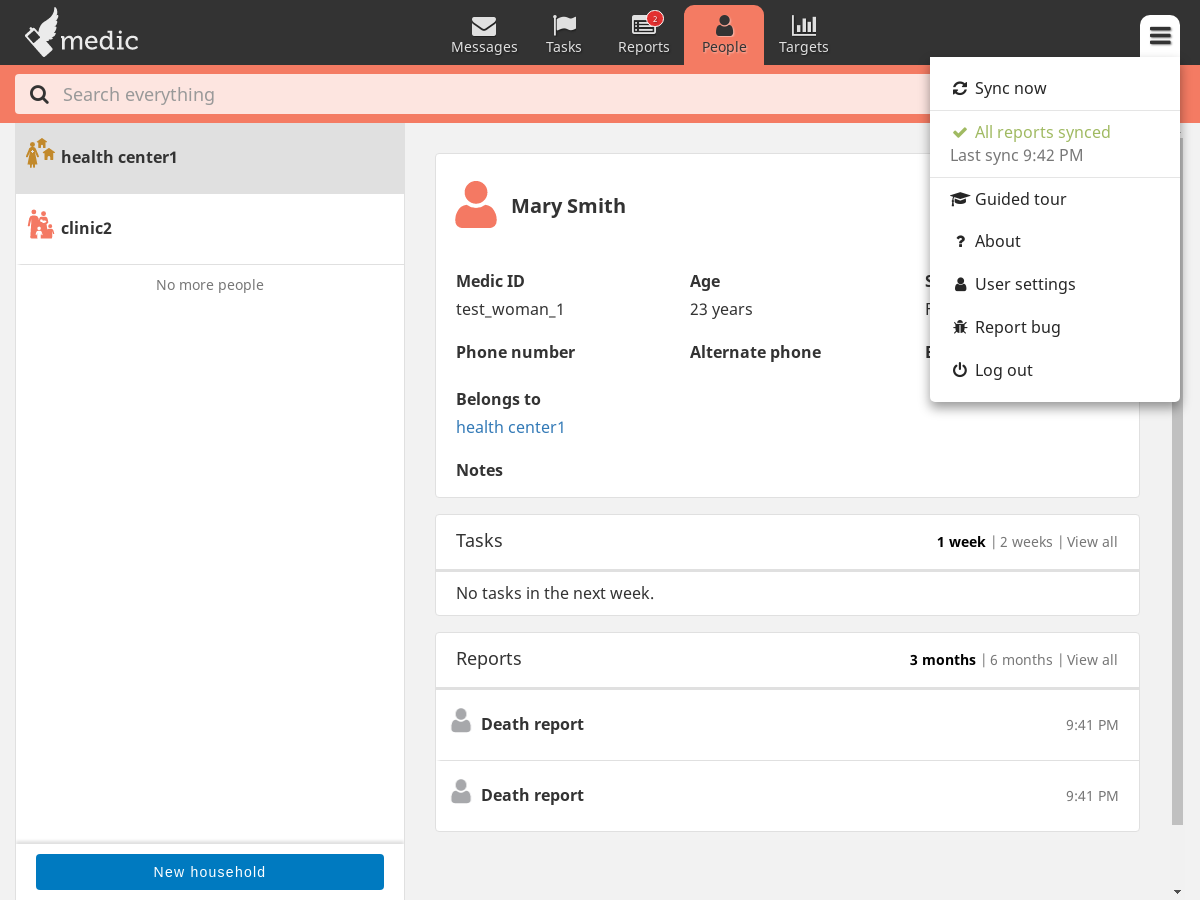 medic
Messages
Tasks
Reports
2
People
Targets
Search everything
Sync now
All reports synced
Last sync 9:42 PM
Guided tour
About
User settings
Report bug
Log out
health center1
clinic2
No more people
New household
Mary Smith
Medic ID
test_woman_1
Age
23 years
Phone number
Alternate phone
Belongs to
health center1
Notes
Tasks
1 week | 2 weeks | View all
No tasks in the next week.
Reports
3 months | 6 months | View all
Death report 9:41 PM
Death report 9:41 PM